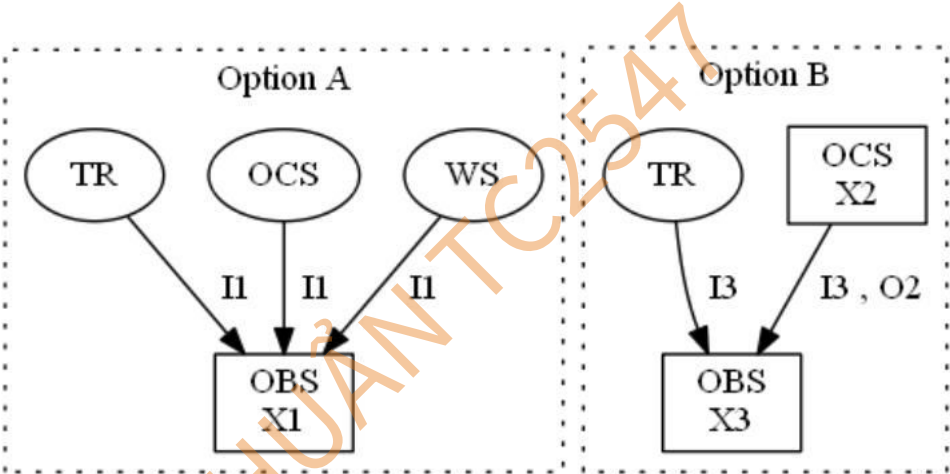 Option A
TR
OCS
WS
I1
I1
I1
OBS
X1
Option B
TR
OCS
X2
I3
I3 , O2
OBS
X3
HUẨN TC2547